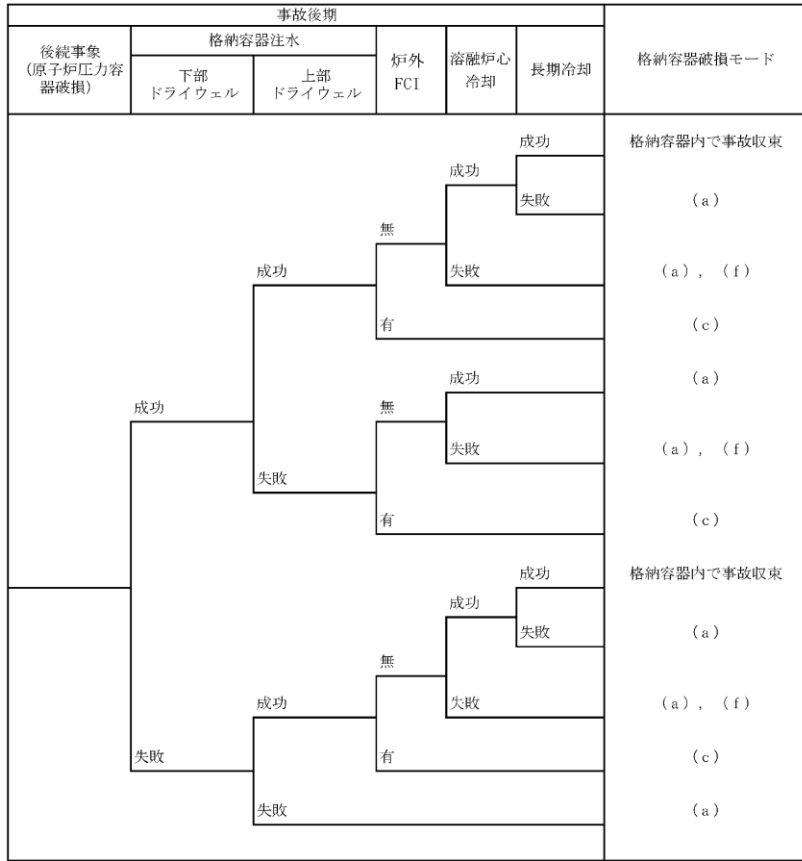 事故後期
後続事象
(原子炉圧力容
器破損)
格納容器注水
下部
ドライウェル
上部
ドライウェル
炉外
FCI
溶融炉心
冷却
長期冷却
格納容器破損モード
成功
格納容器内で事故収束
成功
失敗
(a)
無
成功
失敗
(a), (f)
有
(c)
成功
(a)
成功
無
失敗
(a), (f)
失敗
有
(c)
成功
格納容器内で事故収束
成功
失敗
(a)
無
成功
失敗
(a), (f)
失敗
有
(c)
失敗
(a)